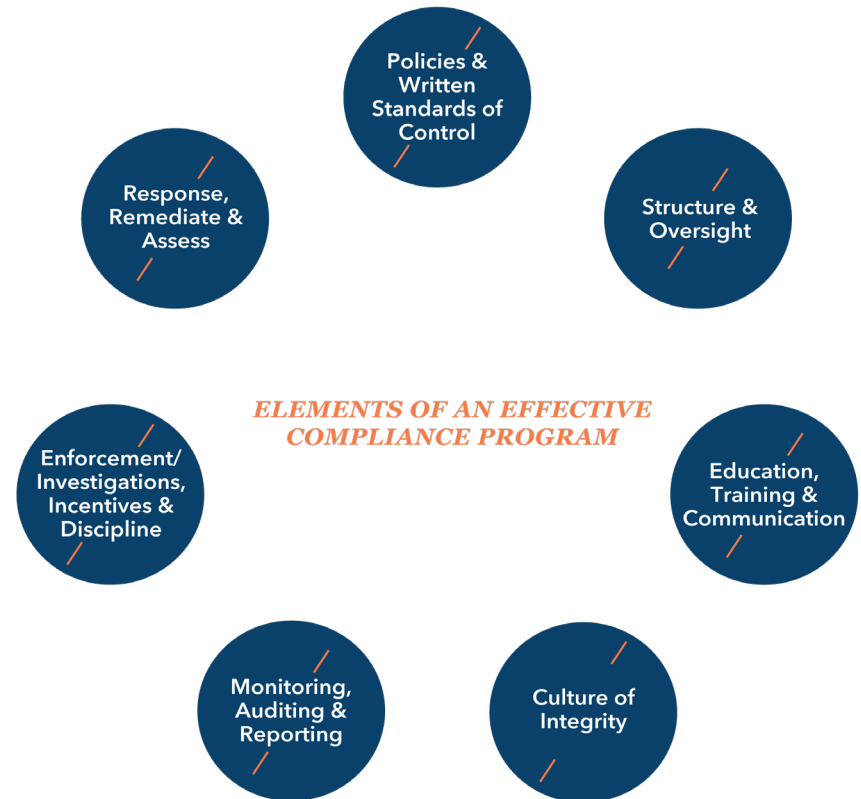 Policies &
Written
Standards of
Control
Structure &
Oversight
Education,
Training &
Communication
Culture of
Integrity
Monitoring,
Auditing &
Reporting
Enforcement/
Investigations,
Incentives &
Discipline
Response,
Remediate &
Assess
ELEMENTS OF AN EFFECTIVE
COMPLIANCE PROGRAM